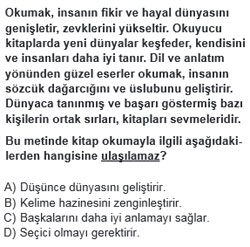 Okumak, insanın fikir ve hayal dünyasını
genişletir, zevklerini yükseltir. Okuyucu
kitaplarda yeni dünyalar keşfeder, kendisini
ve insanları daha iyi tanır. Dil ve anlatım
yönünden güzel eserler okumak, insanın
sözcük dağarcığını ve üslubunu geliştirir.
Dünyaca tanınmış ve başarı göstermiş bazı
kişilerin ortak sırları, kitapları sevmeleridir.
Bu metinde kitap okumayla ilgili aşağıdaki-
lerden hangisine ulaşılamaz?
A) Düşünce dünyasını geliştirir.
B) Kelime hazinesini zenginleştirir.
C) Başkalarını daha iyi anlamayı sağlar.
D) Seçici olmayı gerektirir.